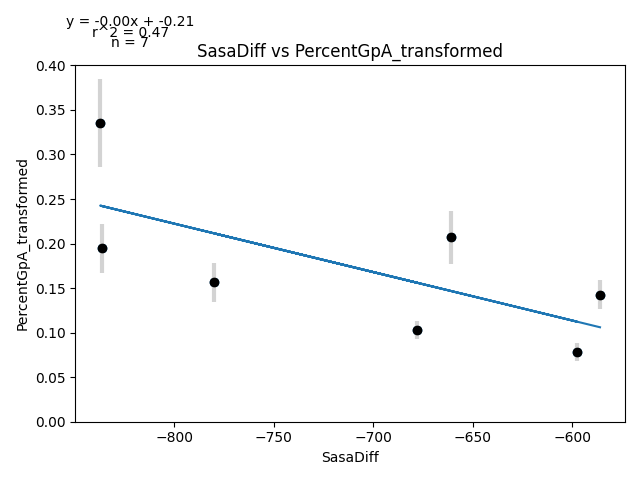 y = -0.00x + -0.21
r^2 = 0.47
n = 7
SasaDiff vs PercentGpA_transformed
0.40
0.35
0.30
0.25
0.20
0.15
0.10
0.05
0.00
PercentGpA_transformed
−800
−750
−700
−650
−600
SasaDiff